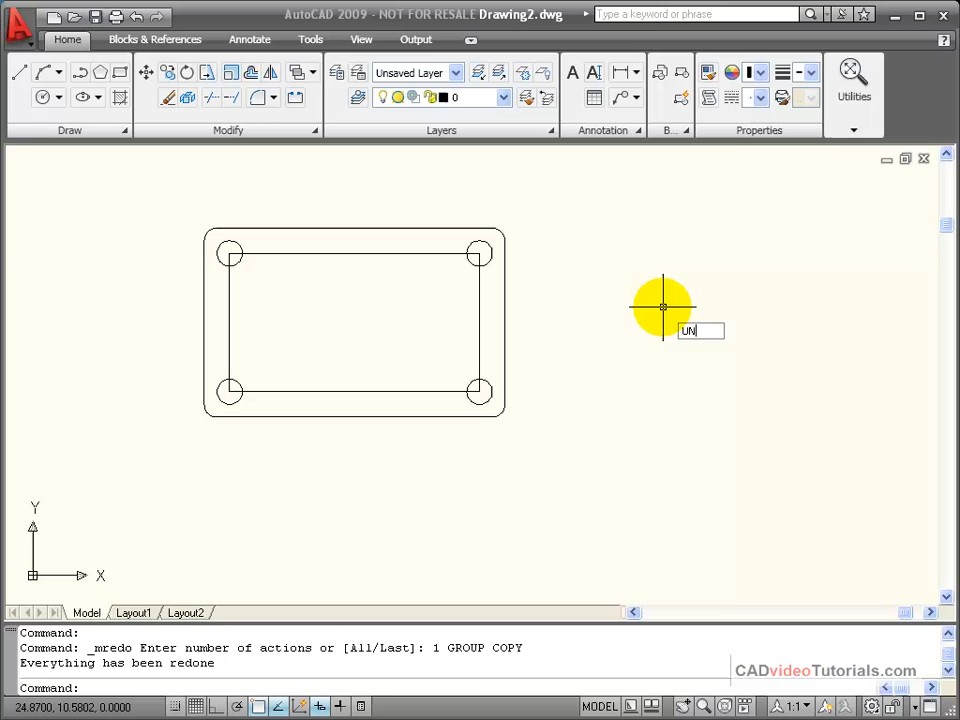 AutoCAD 2009 - NOT FOR RESALE Drawing2.dwg
Type a keyword or phrase
Home Blocks & References Annotate Tools View Output
Unsaved Layer
0
Utilities
Draw Modify Layers Annotation B... Properties
UN
Y
X
Model Layout1 Layout2
Command:
Command: _mredo Enter number of actions or [All/Last]: 1 GROUP COPY
Everything has been redone
CADvideoTutorials.com
Command:
24.8700, 10.5802, 0.0000 MODEL 1:1